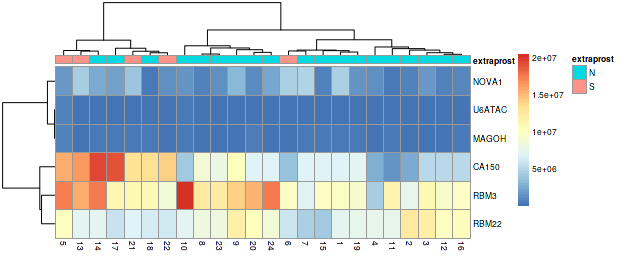 extraprost
NOVA1
U6ATAC
MAGOH
CA150
RBM3
RBM22
5 13 14 17 21 18 22 10 8 23 9 20 24 6 7 15 1 19 4 11 2 3 12 16
2e+07
1.5e+07
1e+07
5e+06
extraprost
N
S